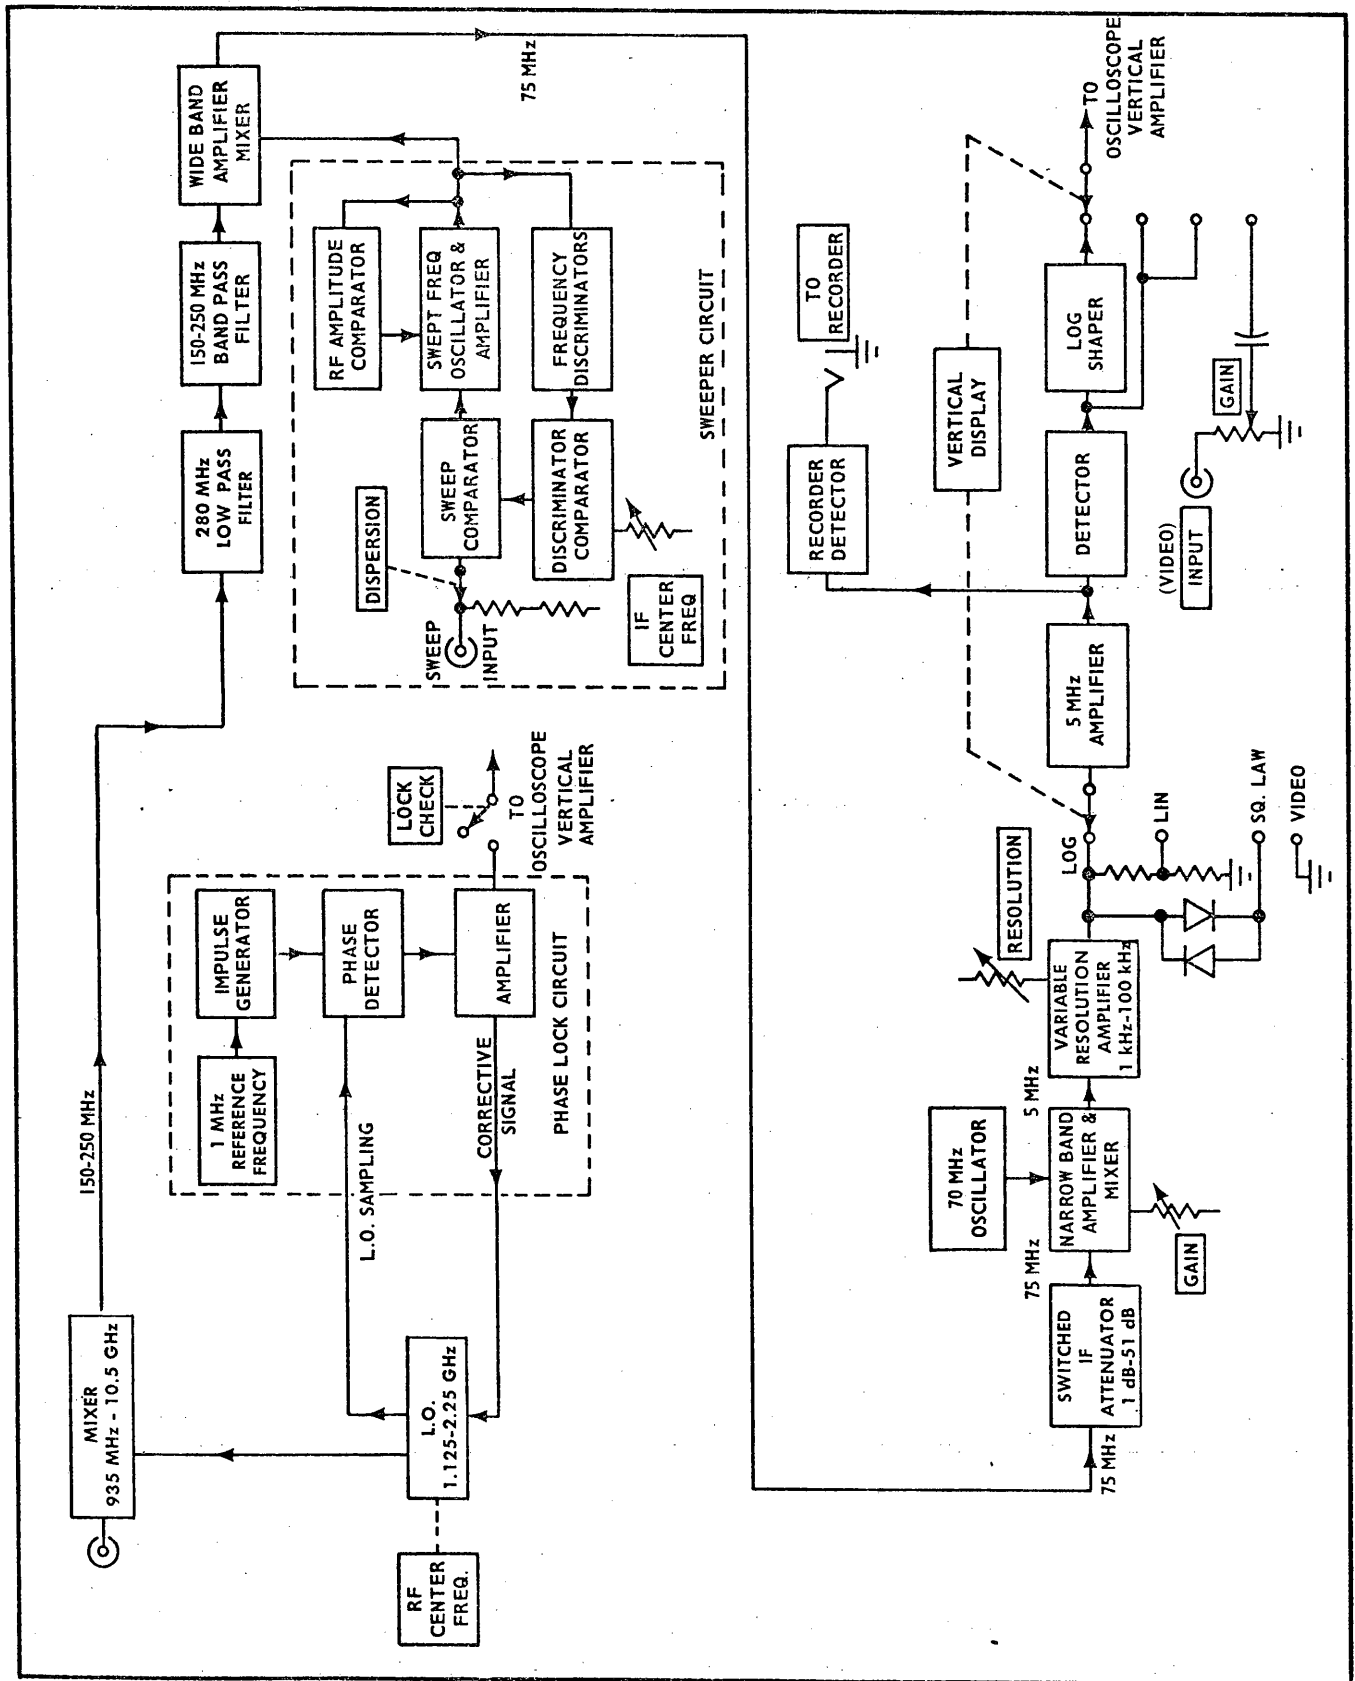 MIXER
935 MHz - 10.5 GHz
150-250 MHz
280 MHz
LOW PASS
FILTER
150-250 MHz
BAND PASS
FILTER
WIDE BAND
AMPLIFIER
MIXER
75 MHz
RF
CENTER
FREQ.
L.O.
1.125-2.25 GHz
L.O. SAMPLING
CORRECTIVE
SIGNAL
1 MHz
REFERENCE
FREQUENCY
IMPULSE
GENERATOR
PHASE
DETECTOR
AMPLIFIER
PHASE LOCK CIRCUIT
LOCK
CHECK
TO
OSCILLOSCOPE
VERTICAL
AMPLIFIER
SWEEP
INPUT
DISPERSION
IF
CENTER
FREQ
SWEEP
COMPARATOR
DISCRIMINATOR
COMPARATOR
RF AMPLITUDE
COMPARATOR
SWEPT FREQ
OSCILLATOR &
AMPLIFIER
FREQUENCY
DISCRIMINATORS
SWEEPER CIRCUIT
75 MHz
SWITCHED
IF
ATTENUATOR
1 dB-51 dB
75 MHz
70 MHz
OSCILLATOR
NARROW BAND
AMPLIFIER &
MIXER
GAIN
5 MHz
VARIABLE
RESOLUTION
AMPLIFIER
1 kHz-100 kHz
RESOLUTION
LOG
LIN
SQ. LAW
VIDEO
5 MHz
AMPLIFIER
RECORDER
DETECTOR
TO
RECORDER
VERTICAL
DISPLAY
DETECTOR
LOG
SHAPER
(VIDEO)
INPUT
GAIN
TO
OSCILLOSCOPE
VERTICAL
AMPLIFIER